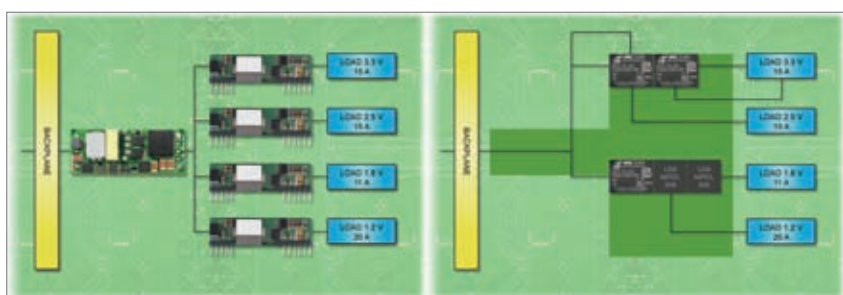 BACKPLANE
LOAD 3.3 V
15 A
LOAD 2.5 V
15 A
LOAD 1.8 V
11 A
LOAD 1.2 V
20 A
BACKPLANE
LOAD 3.3 V
15 A
LOAD 2.5 V
15 A
LOAD 1.8 V
11 A
LOAD 1.2 V
20 A